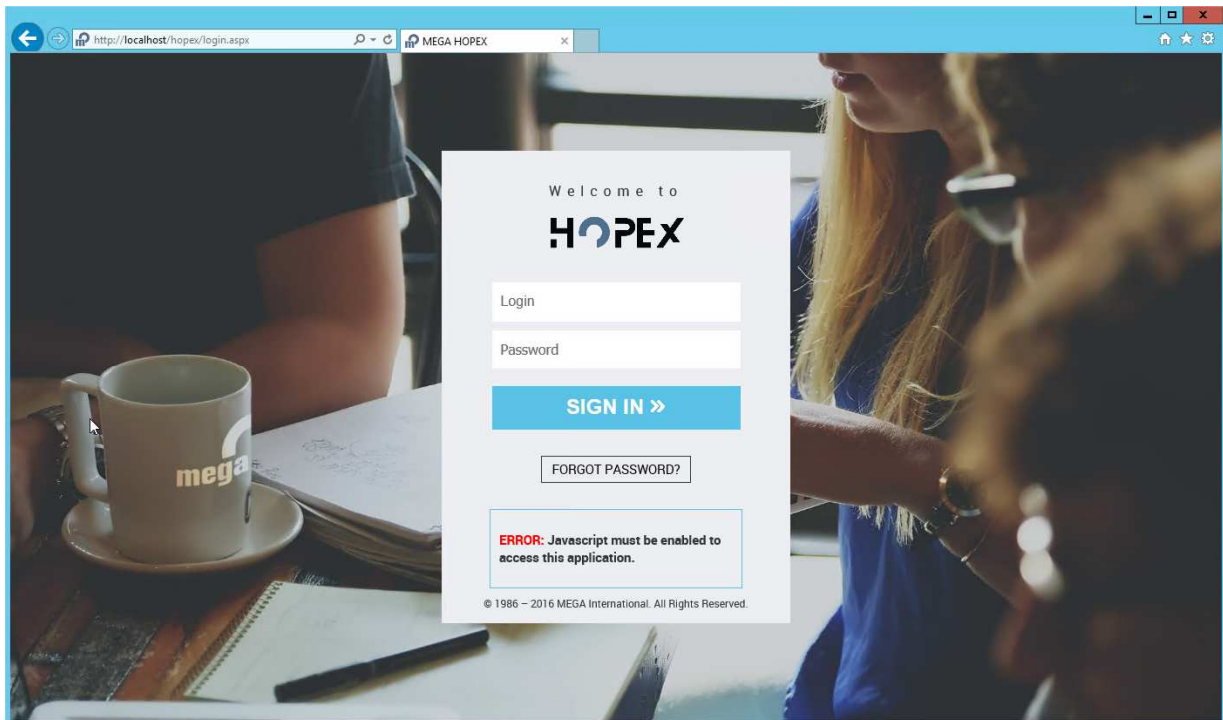 http://localhost/hopex/login.aspx
MEGA HOPEX
Welcome to
HOPEX
Login
Password
SIGN IN »
FORGOT PASSWORD?
mega
ERROR: Javascript must be enabled to
access this application.
© 1986 – 2016 MEGA International. All Rights Reserved.